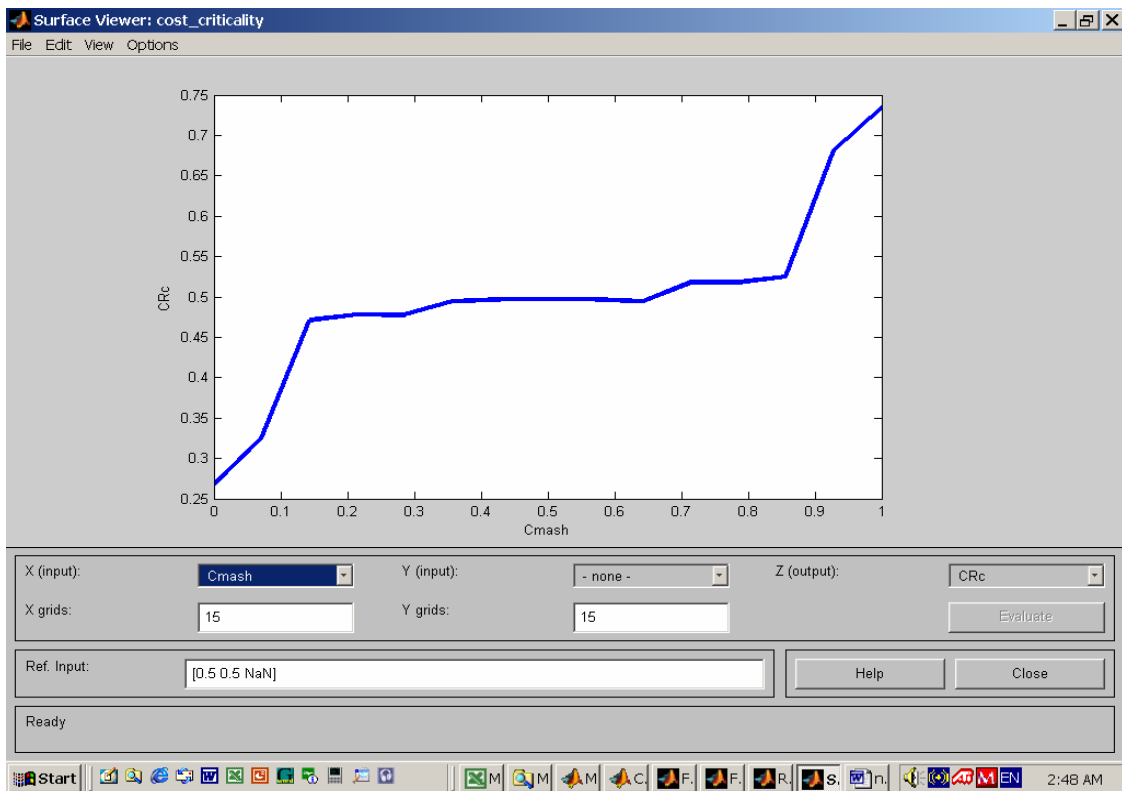 Surface Viewer: cost_criticality
File Edit View Options
0.75
0.7
0.65
0.6
0.55
0.5
0.45
0.4
0.35
0.3
0.25
CRc
0 0.1 0.2 0.3 0.4 0.5 0.6 0.7 0.8 0.9 1
Cmash
X (input): Cmash Y (input): - none - Z (output): CRc
X grids: 15 Y grids: 15 Evaluate
Ref. Input: [0.5 0.5 NaN] Help Close
Ready
Start M M M C. F. F. R. S. n. EN 2:48 AM